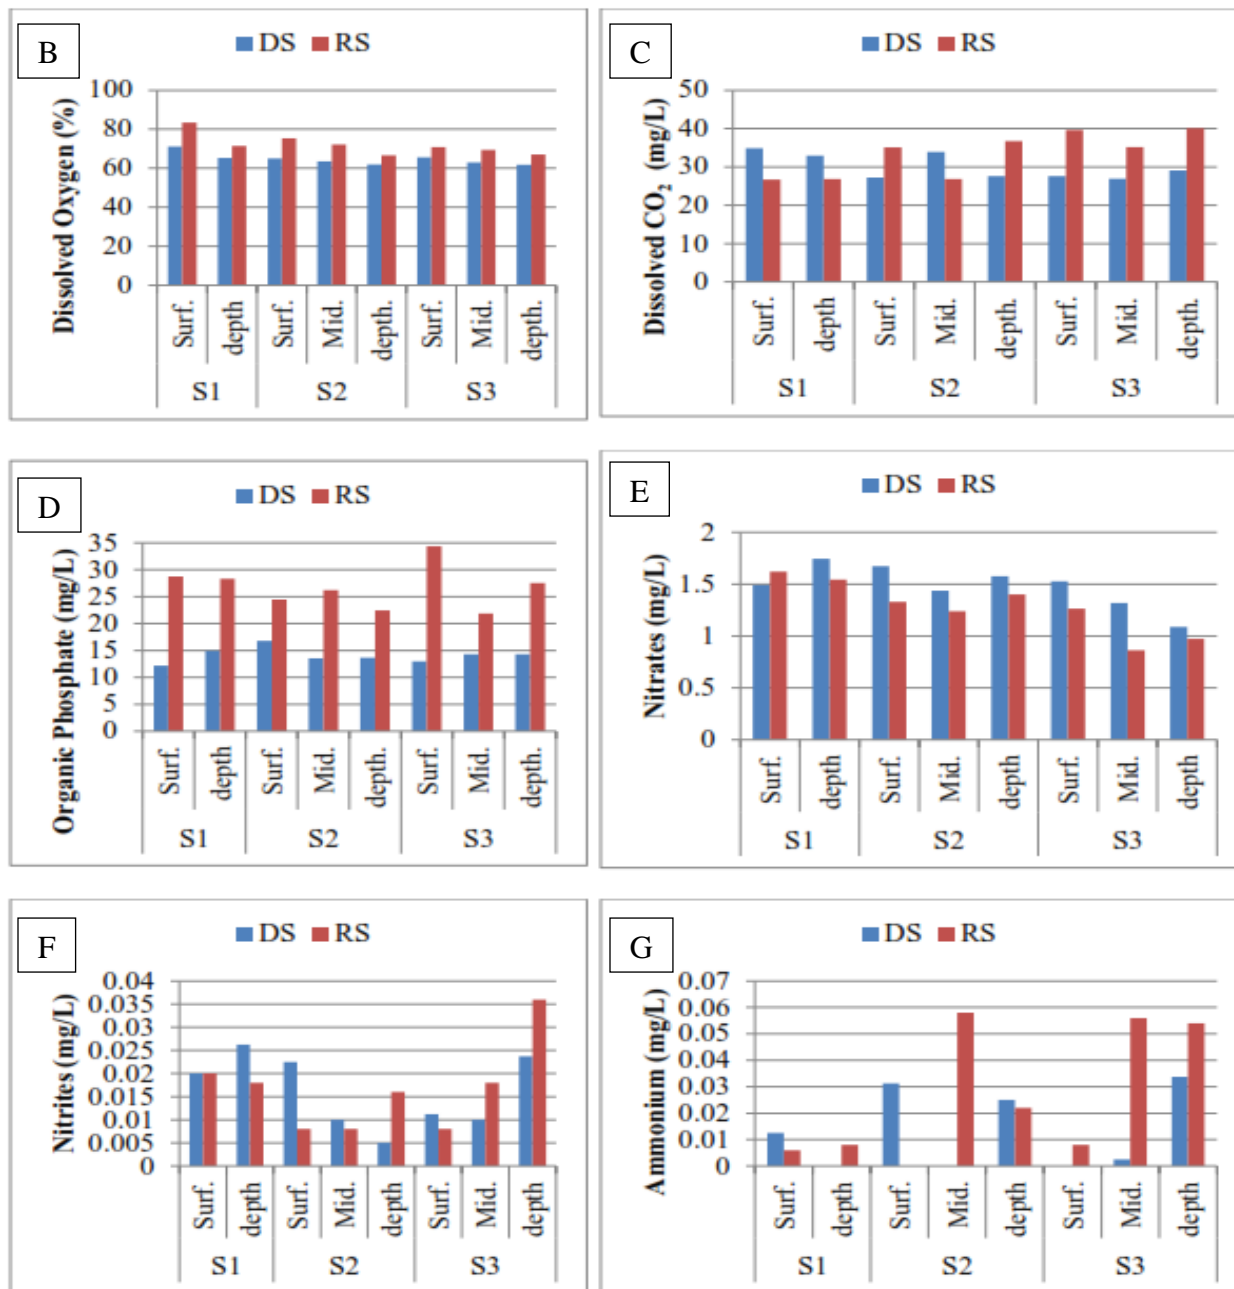 B
DS RS
Dissolved Oxygen (%)
100
80
60
40
20
0
Surf. depth Surf. Mid. depth. Surf. Mid. depth.
S1 S2 S3
C
DS RS
Dissolved CO₂ (mg/L)
50
40
30
20
10
0
Surf. depth Surf. Mid. depth. Surf. Mid. depth.
S1 S2 S3
D
DS RS
Organic Phosphate (mg/L)
35
30
25
20
15
10
5
0
Surf. depth Surf. Mid. depth. Surf. Mid. depth.
S1 S2 S3
E
DS RS
Nitrates (mg/L)
2
1.5
1
0.5
0
Surf. depth Surf. Mid. depth Surf. Mid. depth
S1 S2 S3
F
DS RS
Nitrites (mg/L)
0.04
0.035
0.03
0.025
0.02
0.015
0.01
0.005
0
Surf. depth Surf. Mid. depth Surf. Mid. depth
S1 S2 S3
G
DS RS
Ammonium (mg/L)
0.07
0.06
0.05
0.04
0.03
0.02
0.01
0
Surf. depth Surf. Mid. depth Surf. Mid. depth
S1 S2 S3